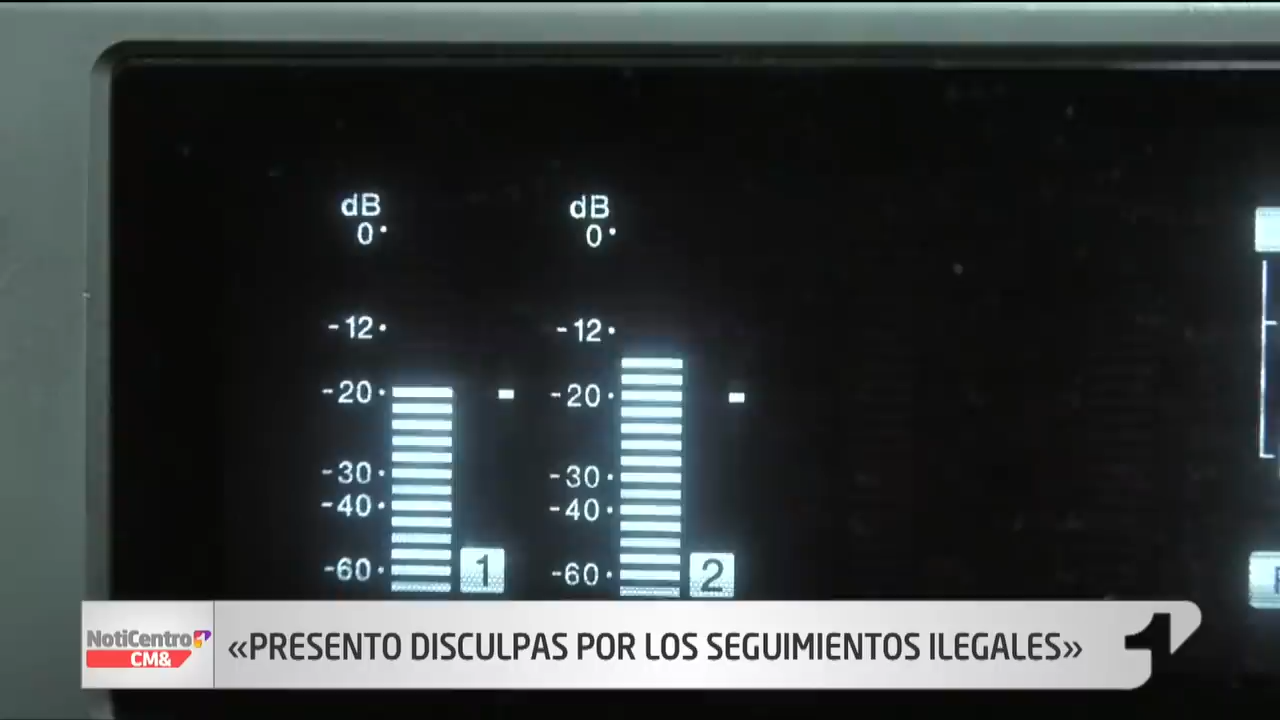 dB dB
0 0
-12 -12
-20 -20
-30 -30
-40 -40
-60 1 -60 2
NotiCentro 1
CM&
«PRESENTO DISCULPAS POR LOS SEGUIMIENTOS ILEGALES»
1